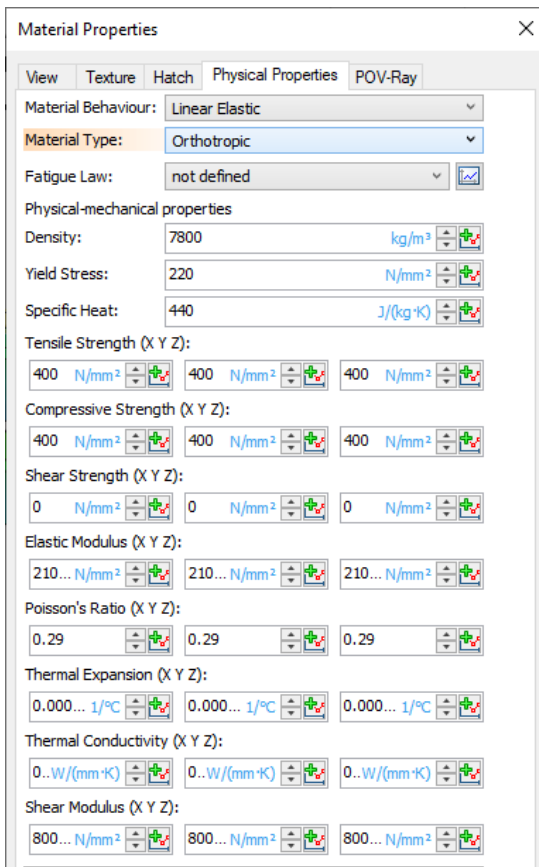 Material Properties
View Texture Hatch Physical Properties POV-Ray
Material Behaviour: Linear Elastic
Material Type: Orthotropic
Fatigue Law: not defined
Physical-mechanical properties
Density: 7800 kg/m³
Yield Stress: 220 N/mm²
Specific Heat: 440 J/(kg·K)
Tensile Strength (X Y Z):
400 N/mm² 400 N/mm² 400 N/mm²
Compressive Strength (X Y Z):
400 N/mm² 400 N/mm² 400 N/mm²
Shear Strength (X Y Z):
0 N/mm² 0 N/mm² 0 N/mm²
Elastic Modulus (X Y Z):
210... N/mm² 210... N/mm² 210... N/mm²
Poisson's Ratio (X Y Z):
0.29 0.29 0.29
Thermal Expansion (X Y Z):
0.000... 1/°C 0.000... 1/°C 0.000... 1/°C
Thermal Conductivity (X Y Z):
0..W/(mm·K) 0..W/(mm·K) 0..W/(mm·K)
Shear Modulus (X Y Z):
800... N/mm² 800... N/mm² 800... N/mm²